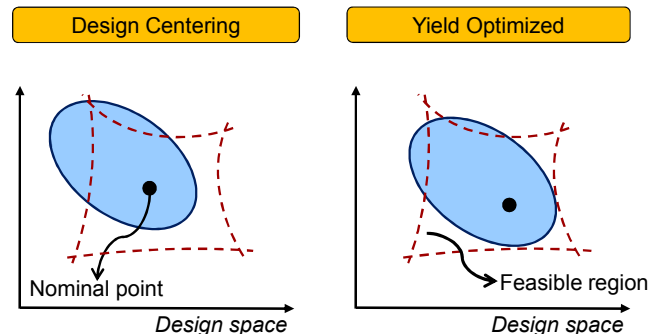 Design Centering
Yield Optimized
Nominal point
Feasible region
Design space
Design space